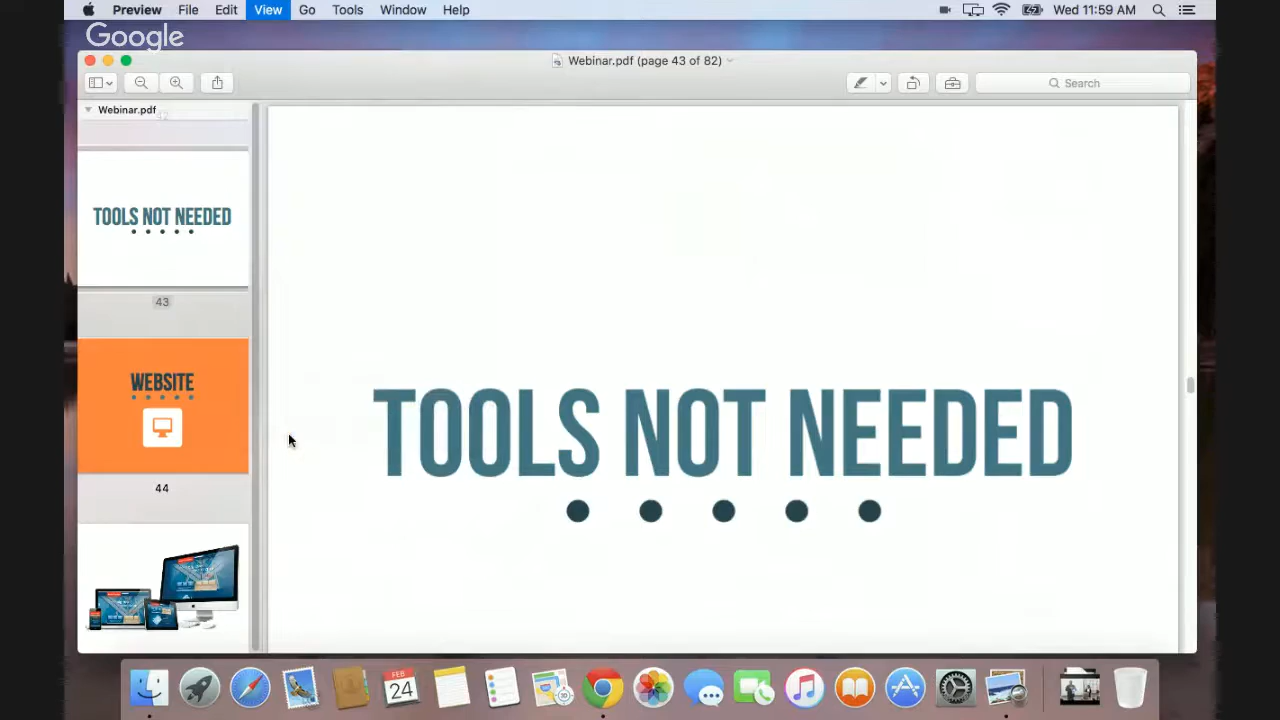 Preview File Edit View Go Tools Window Help Wed 11:59 AM
Google
Webinar.pdf (page 43 of 82)
Search
Webinar.pdf
TOOLS NOT NEEDED
43
WEBSITE
44
TOOLS NOT NEEDED
FEB
24